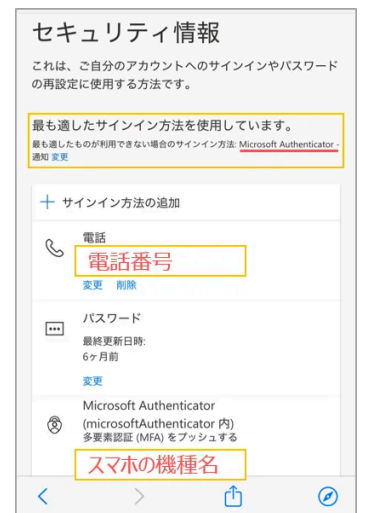 セキュリティ情報
これは、ご自分のアカウントへのサインインやパスワード
の再設定に使用する方法です。
最も適したサインイン方法を使用しています。
最も適したものが利用できない場合のサインイン方法: Microsoft Authenticator -
通知 変更
+ サインイン方法の追加
電話
電話番号
変更 削除
パスワード
最終更新日時:
6ヶ月前
変更
Microsoft Authenticator
(microsoftAuthenticator 内)
多要素認証 (MFA) をプッシュする
スマホの機種名